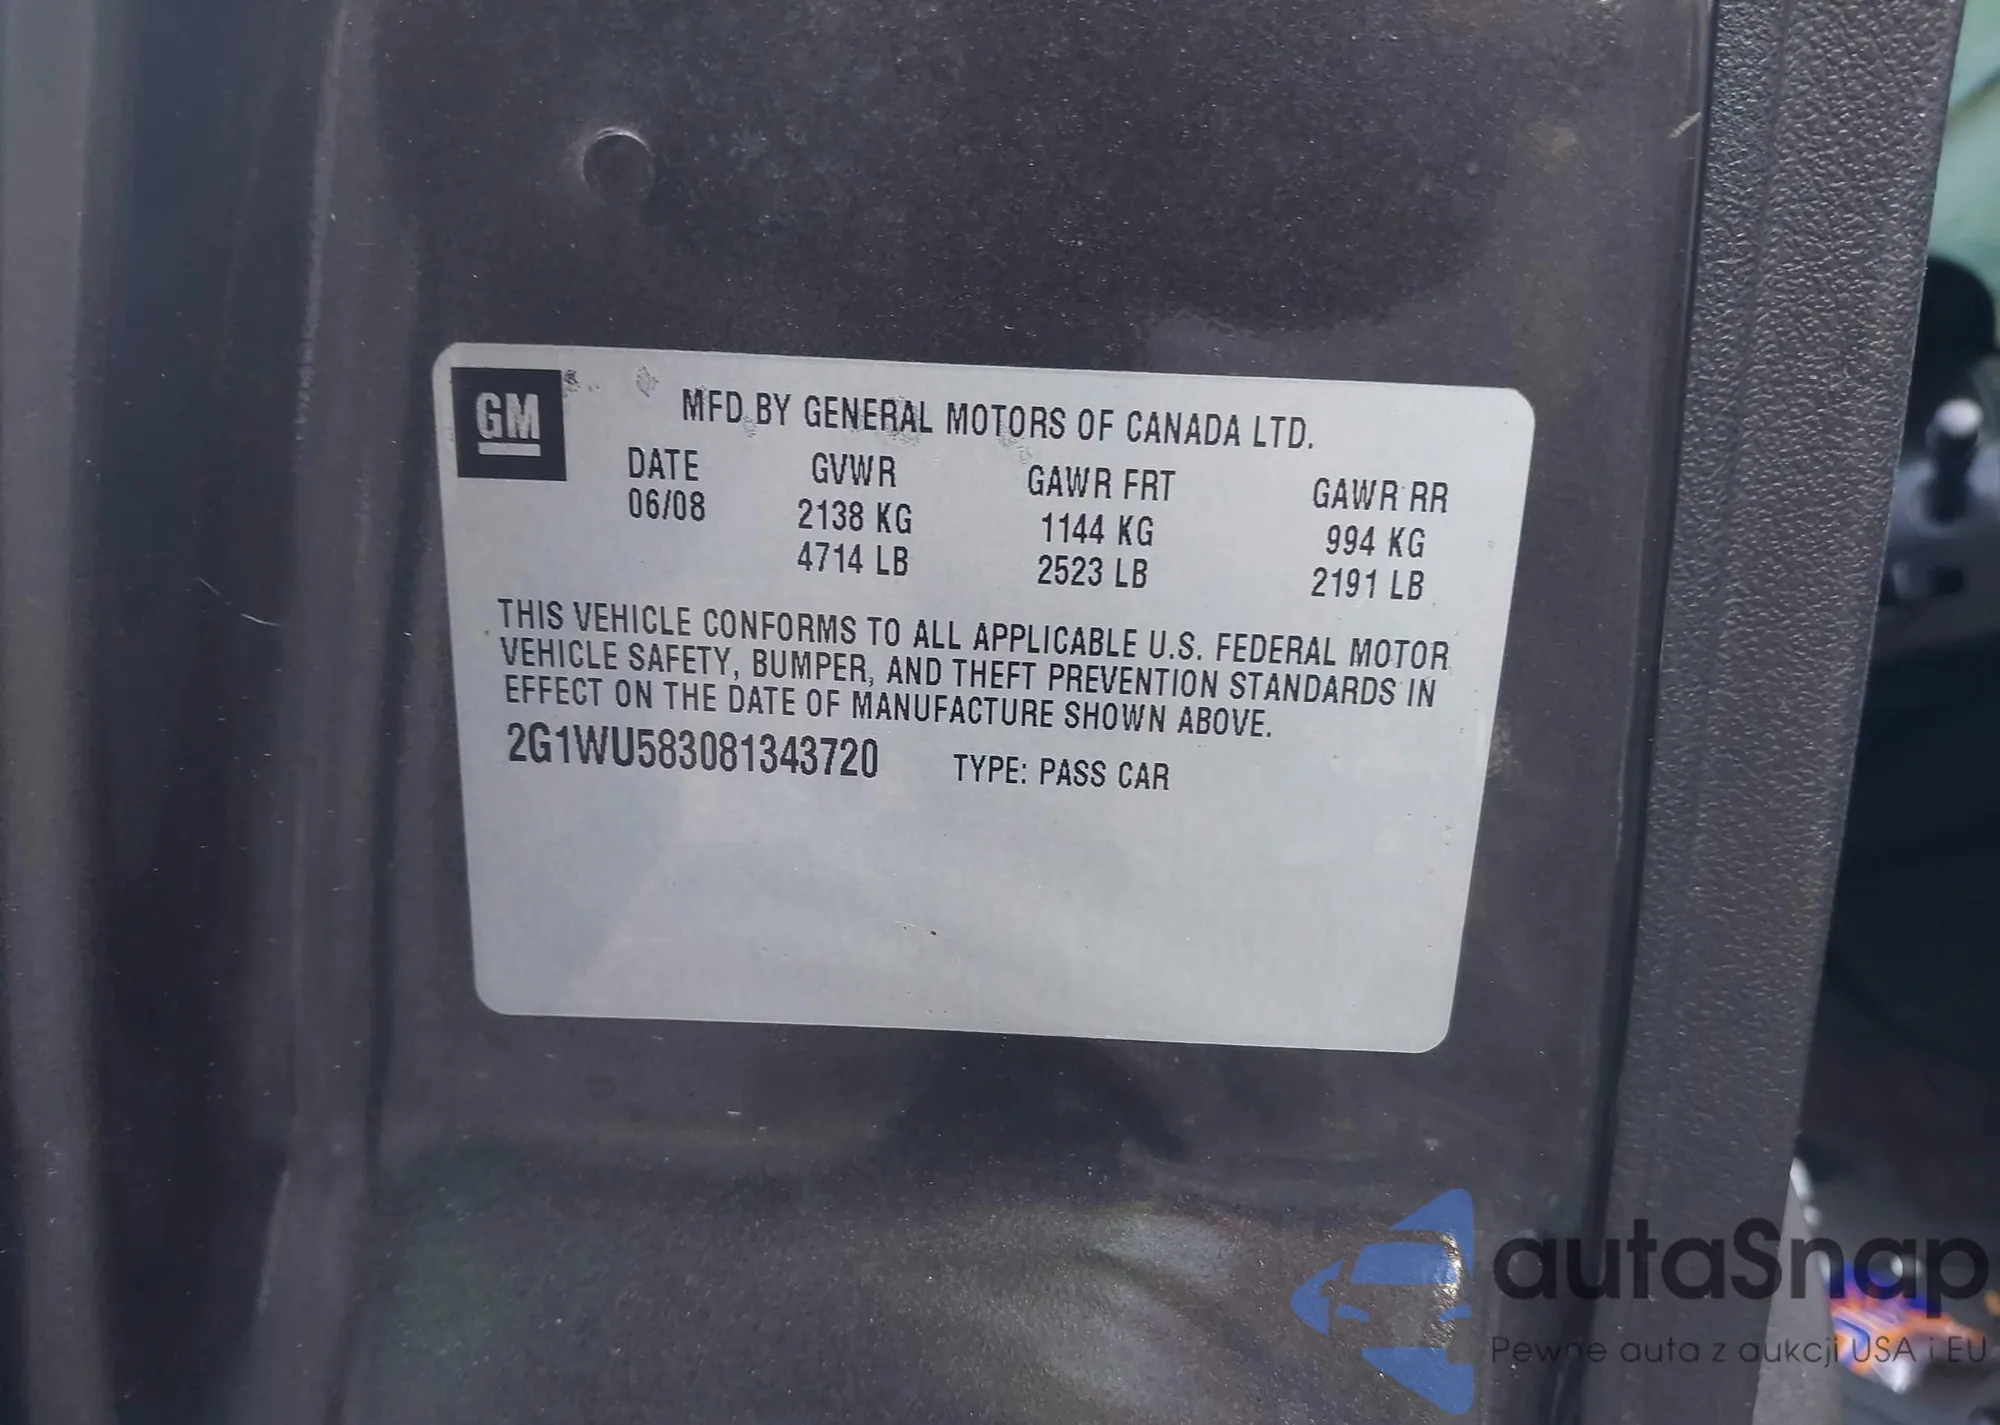 GM
MFD BY GENERAL MOTORS OF CANADA LTD.
DATE GVWR GAWR FRT GAWR RR
06/08 2138 KG 1144 KG 994 KG
4714 LB 2523 LB 2191 LB
THIS VEHICLE CONFORMS TO ALL APPLICABLE U.S. FEDERAL MOTOR
VEHICLE SAFETY, BUMPER, AND THEFT PREVENTION STANDARDS IN
EFFECT ON THE DATE OF MANUFACTURE SHOWN ABOVE.
2G1WU583081343720 TYPE: PASS CAR
autaSnap
Pewne auta z aukcji USA i EU